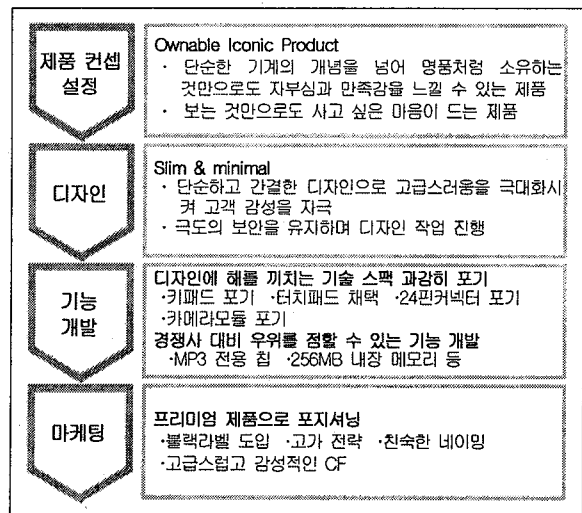 제품 컨셉
설정
Ownable Iconic Product
· 단순한 기계의 개념을 넘어 명품처럼 소유하는
것만으로도 자부심과 만족감을 느낄 수 있는 제품
· 보는 것만으로도 사고 싶은 마음이 드는 제품
디자인
Slim & minimal
· 단순하고 간결한 디자인으로 고급스러움을 극대화시
켜 고객 감성을 자극
· 극도의 보안을 유지하며 디자인 작업 진행
기능
개발
디자인에 해를 끼치는 기술 스팩 과감히 포기
·키패드 포기 ·터치패드 채택 ·24핀커넥터 포기
·카메라모듈 포기
경쟁사 대비 우위를 점할 수 있는 기능 개발
·MP3 전용 칩 ·256MB 내장 메모리 등
마케팅
프리미엄 제품으로 포지셔닝
·블랙라벨 도입 ·고가 전략 ·친숙한 네이밍
·고급스럽고 감성적인 CF